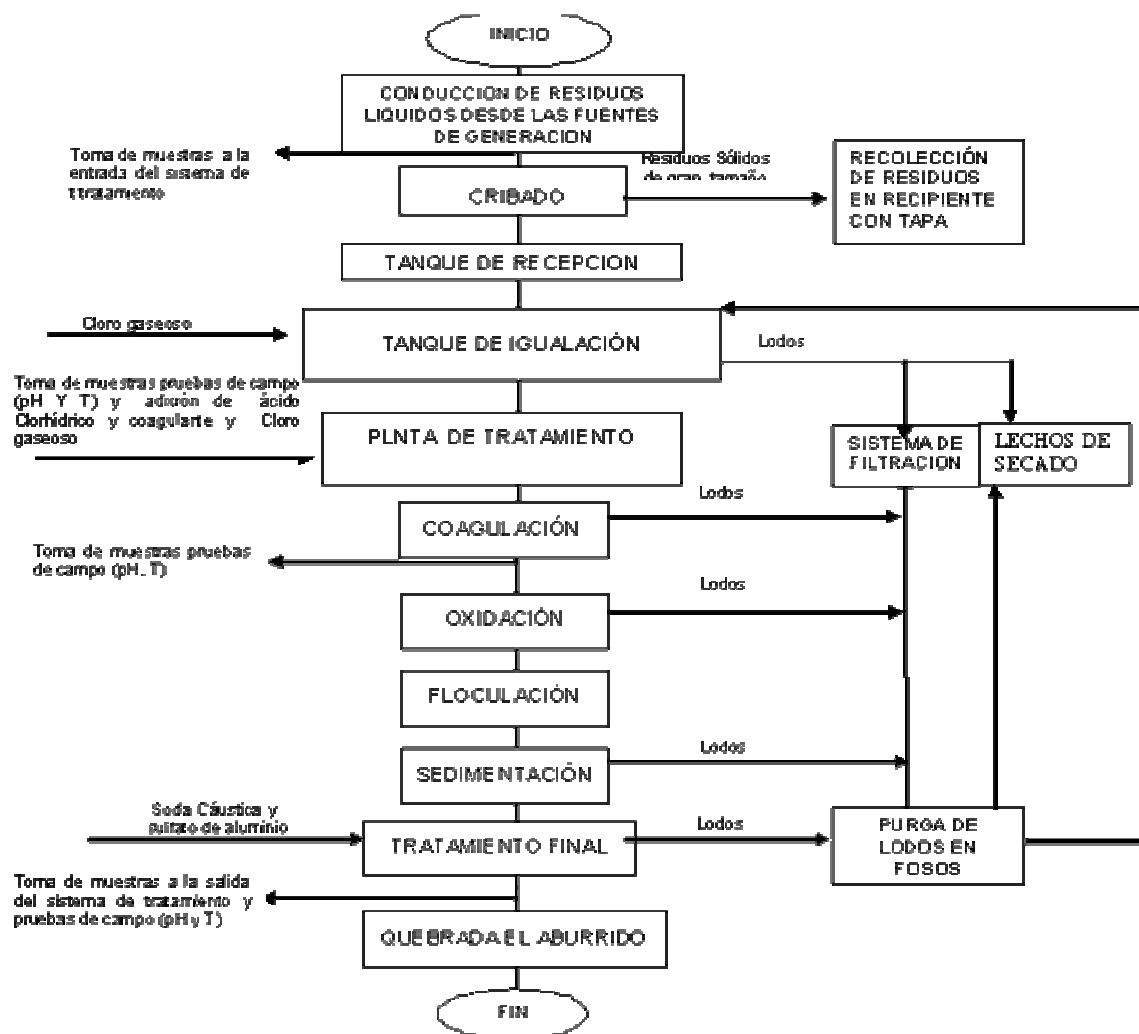 INICIO
CONDUCCIÓN DE RESIDUOS
LIQUIDOS DESDE LAS FUENTES
DE GENERACION
Toma de muestras a la
entrada del sistema de
ttratamiento
Residuos Sólidos
de gran tamaño
RECOLECCIÓN
DE RESIDUOS
EN RECIPIENTE
CON TAPA
CRIBADO
TANQUE DE RECEPCION
Cloro gaseoso
TANQUE DE IGUALACIÓN
Lodos
Toma de muestras pruebas de campo
(pH Y T) y adición de ácido
Clorhídrico y coagulante y Cloro
gaseoso
PLNTA DE TRATAMIENTO
SISTEMA DE
FILTRACION
LECHOS DE
SECADO
Lodos
COAGULACIÓN
Toma de muestras pruebas
de campo (pH, T)
Lodos
OXIDACIÓN
FLOCULACIÓN
Lodos
SEDIMENTACIÓN
Soda Cáustica y
sulfato de aluminio
TRATAMIENTO FINAL
Lodos
PURGA DE
LODOS EN
FOSOS
Toma de muestras a la salida
del sistema de tratamiento y
pruebas de campo (pH y T)
QUEBRADA EL ABURRIDO
FIN